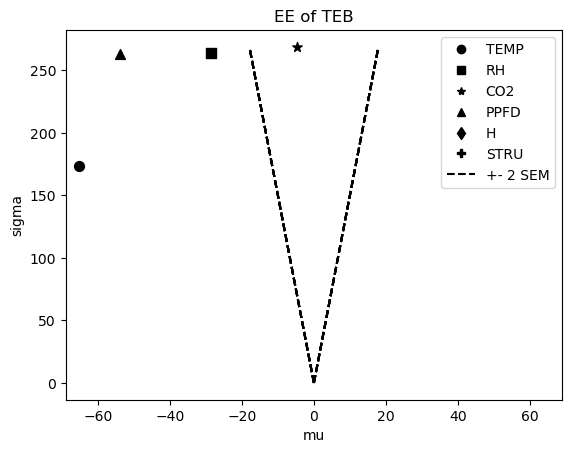 EE of TEB
TEMP
RH
CO2
PPFD
H
STRU
+- 2 SEM
250
200
150
100
50
0
sigma
−60
−40
−20
0
20
40
60
mu